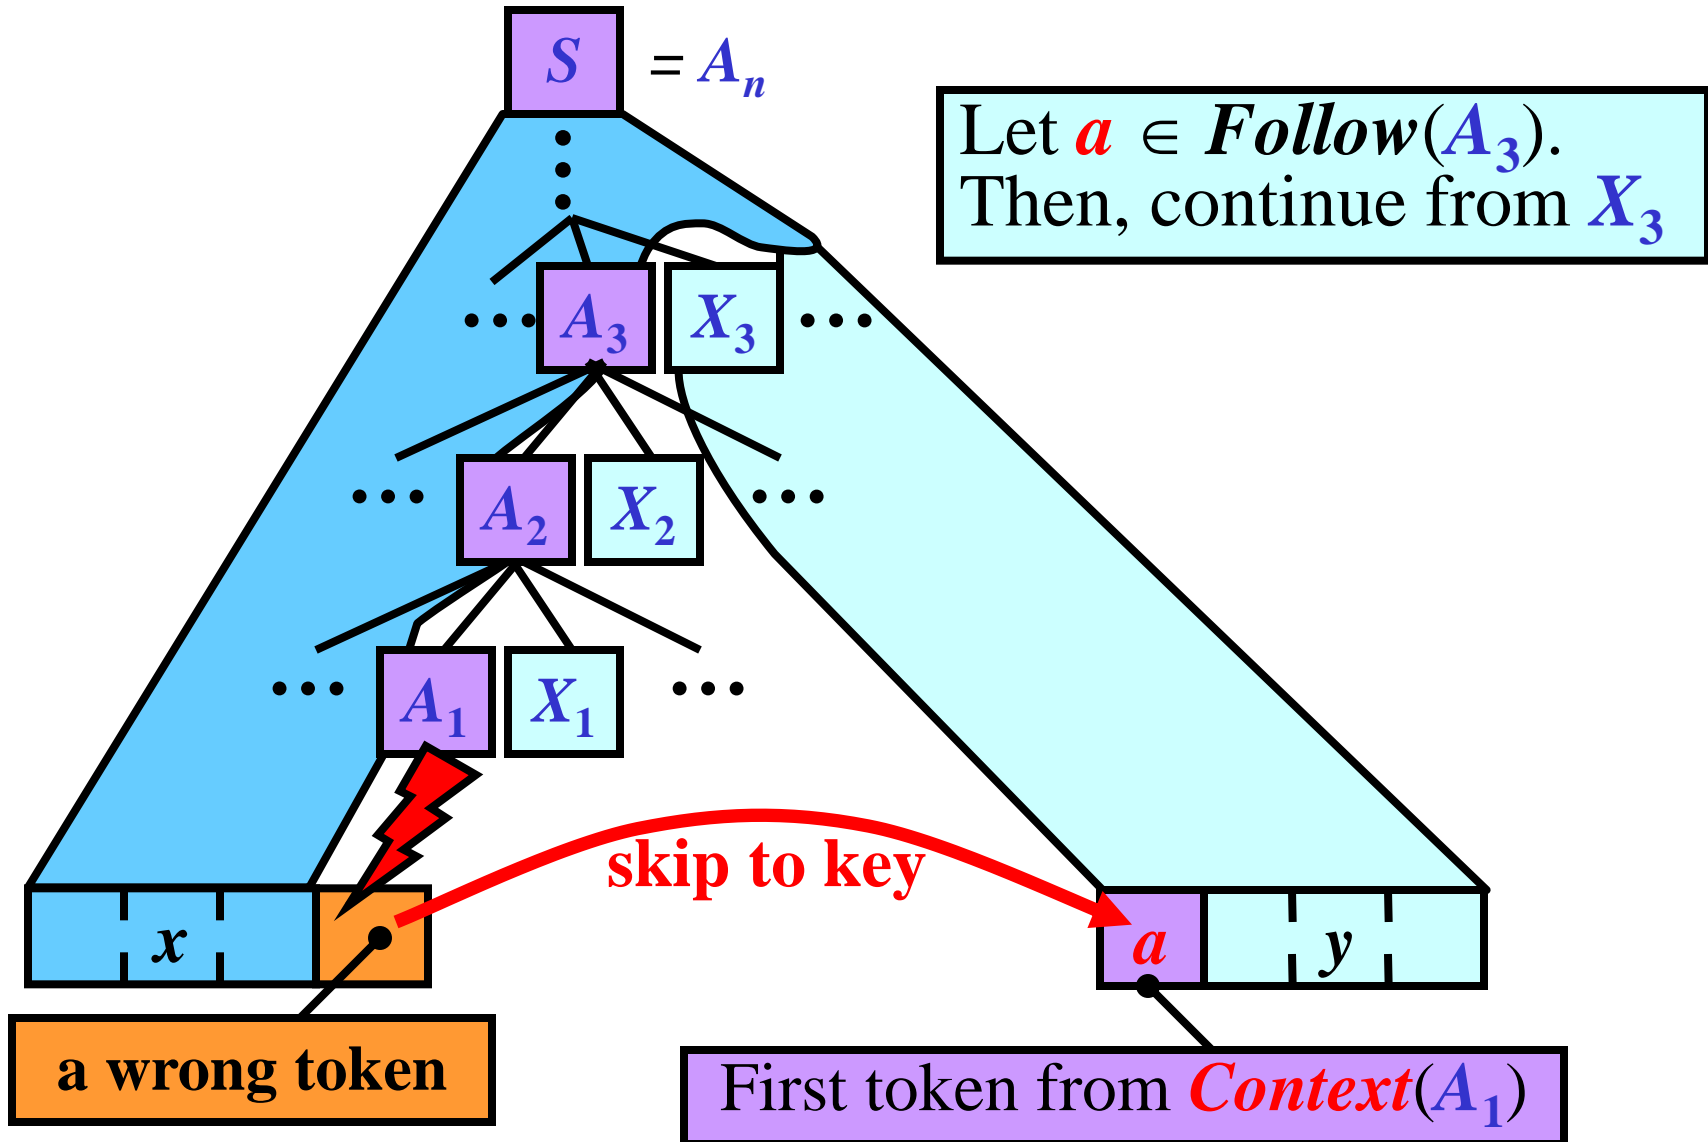 S = Aₙ
Let a ∈ Follow(A₃).
Then, continue from X₃
••• A₃ X₃ •••
••• A₂ X₂ •••
••• A₁ X₁ •••
skip to key
x a y
a wrong token
First token from Context(A₁)